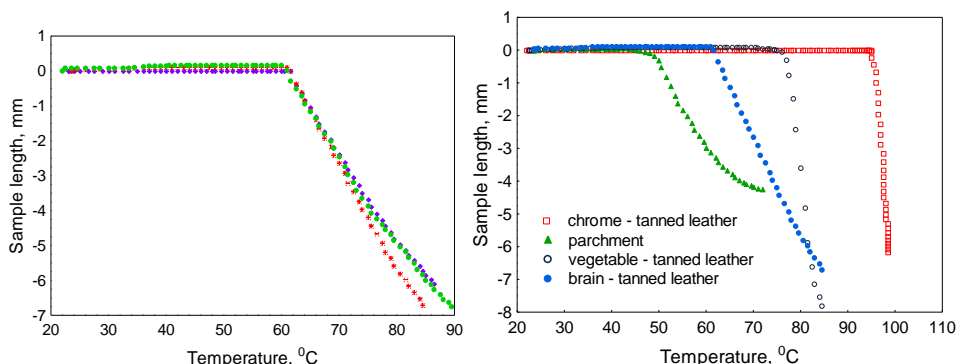 1
0
-1
-2
-3
-4
-5
-6
-7
Sample length, mm
20 30 40 50 60 70 80 90
Temperature, ⁰C
1
0
-1
-2
-3
-4
-5
-6
-7
-8
Sample length, mm
chrome - tanned leather
parchment
vegetable - tanned leather
brain - tanned leather
20 30 40 50 60 70 80 90 100 110
Temperature, ⁰C